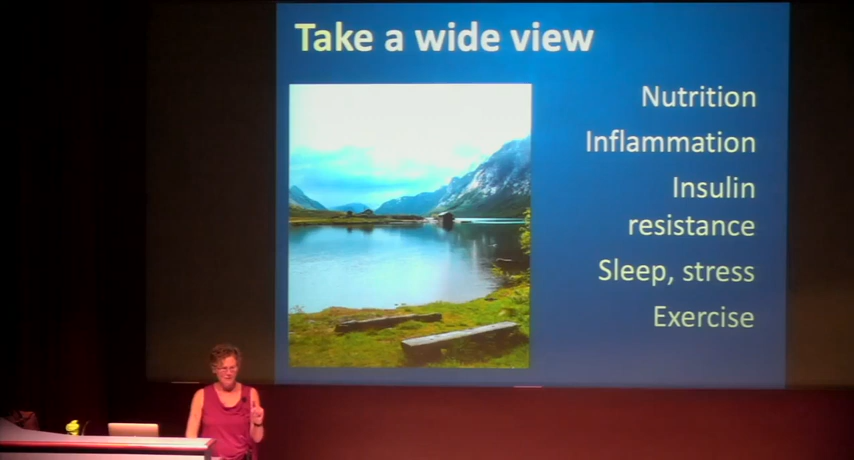 Take a wide view
Nutrition
Inflammation
Insulin
resistance
Sleep, stress
Exercise